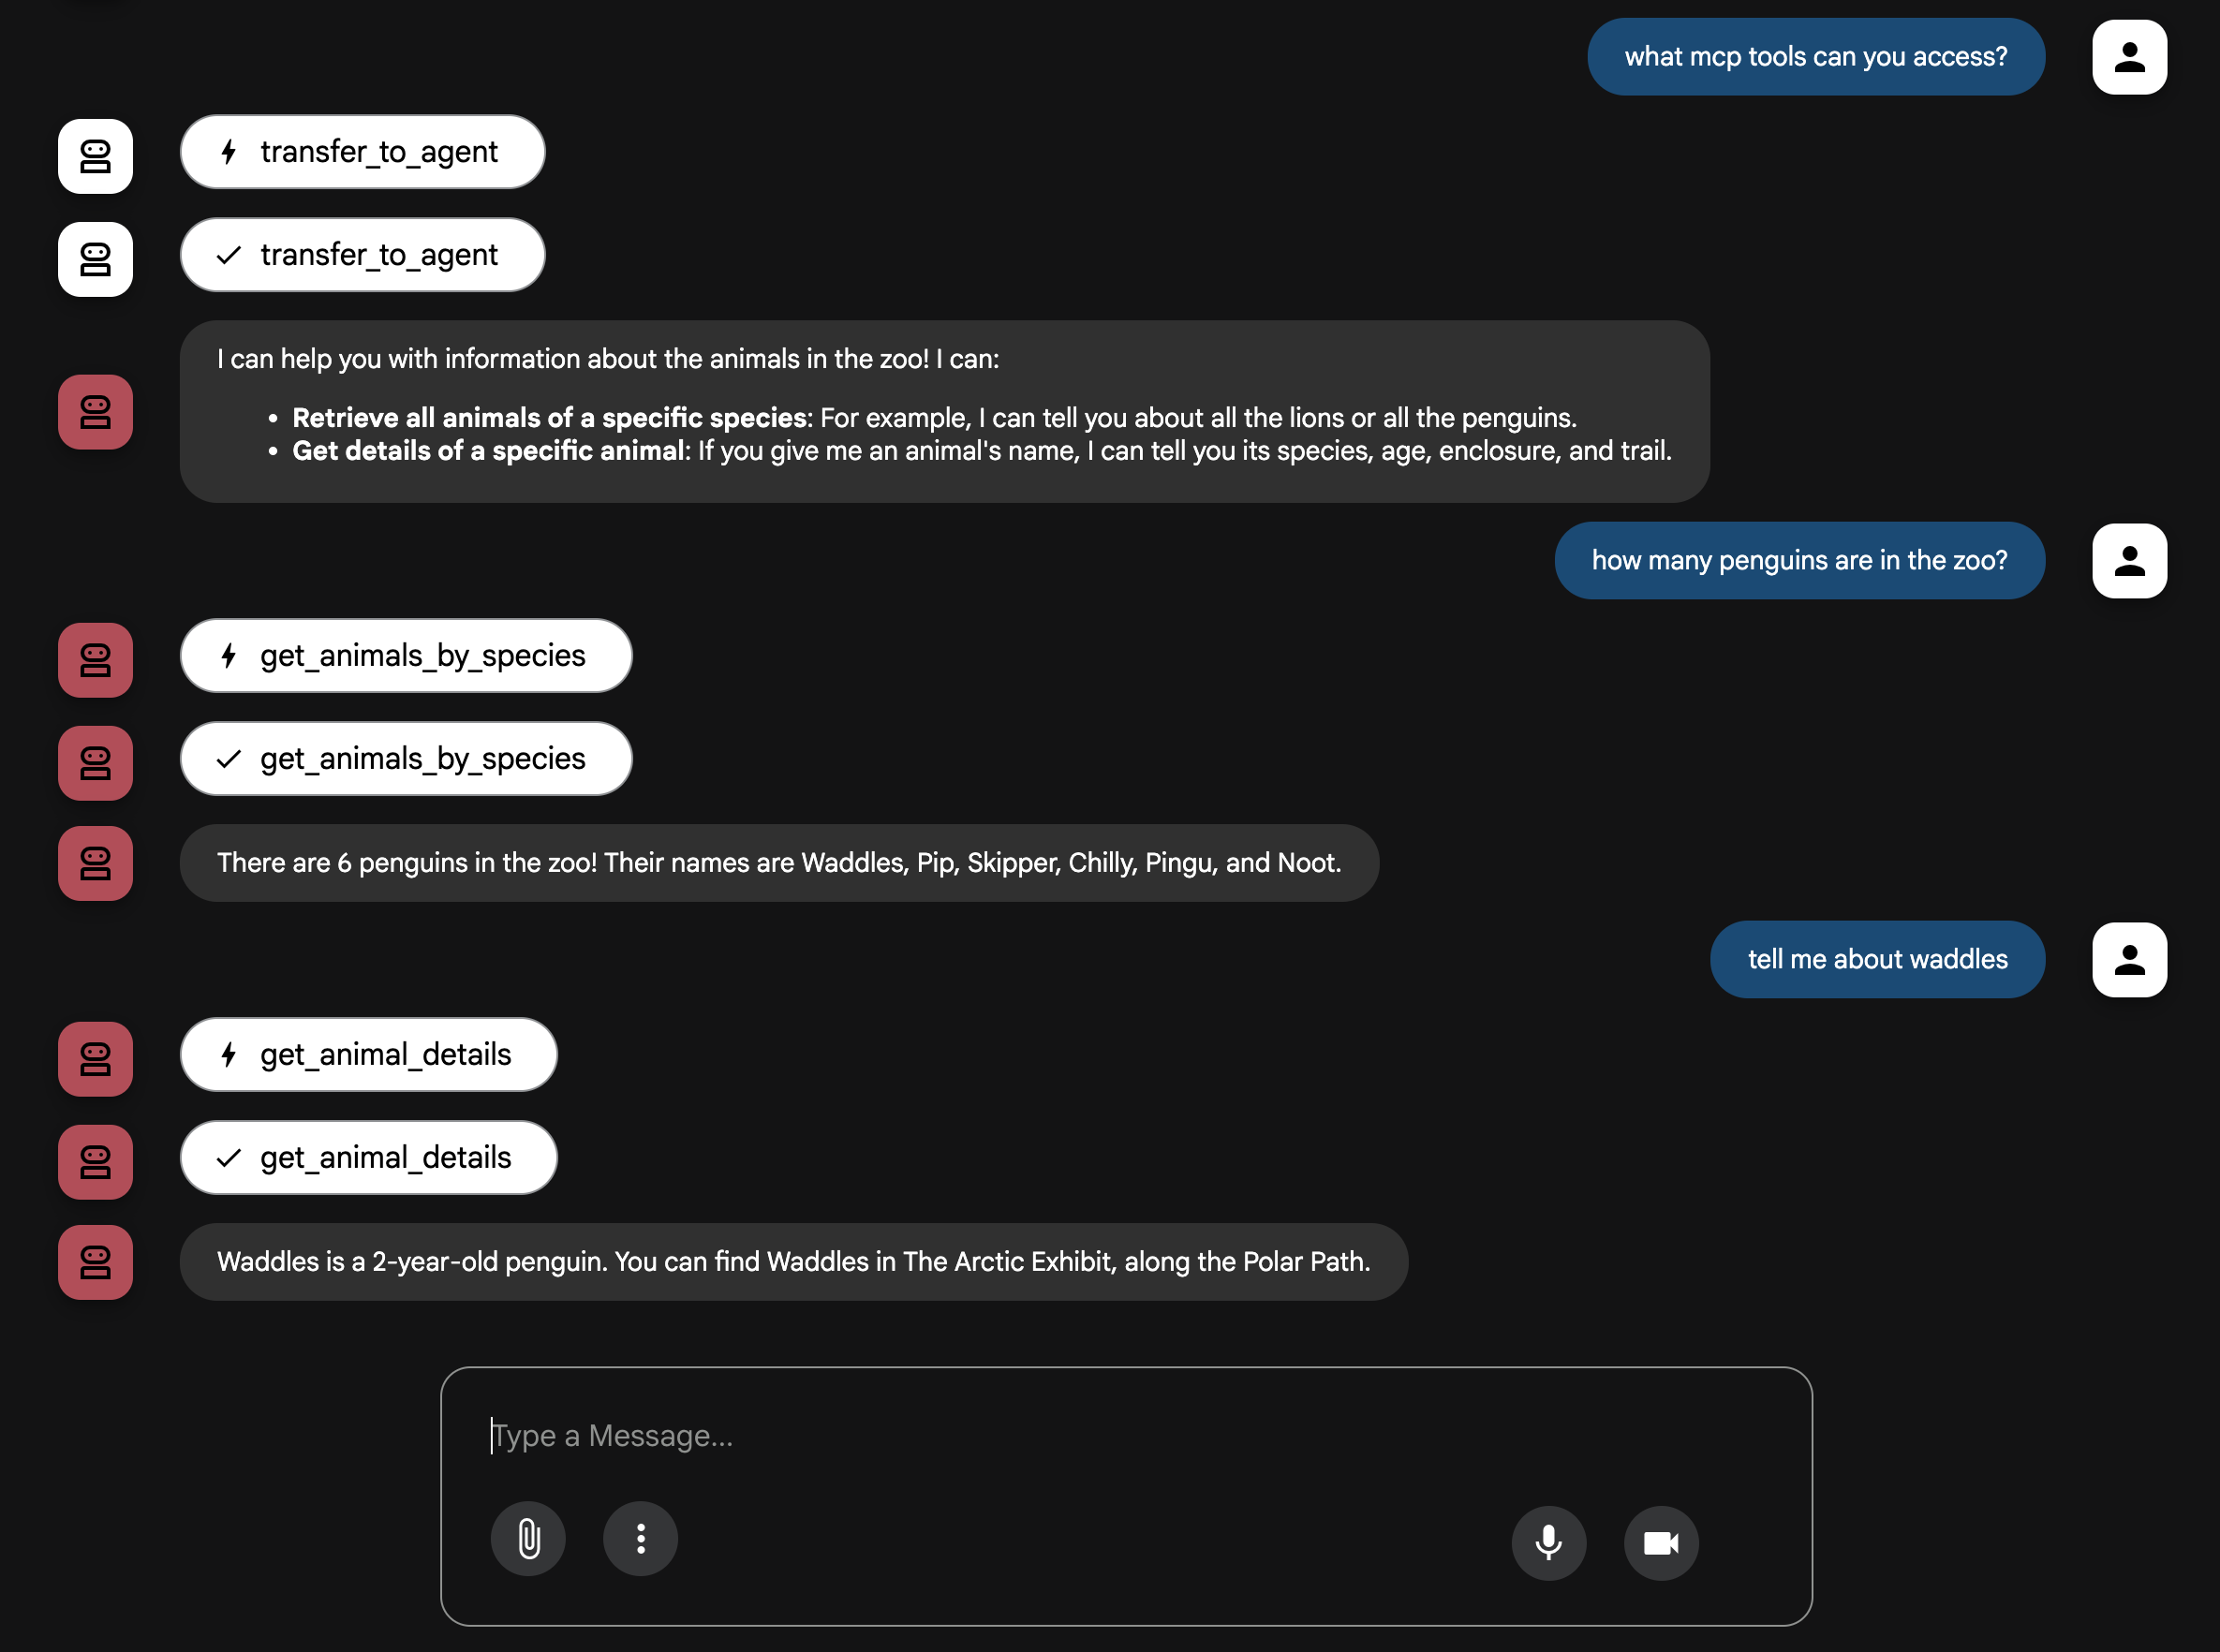 what mcp tools can you access?
transfer_to_agent
transfer_to_agent
I can help you with information about the animals in the zoo! I can:
• Retrieve all animals of a specific species: For example, I can tell you about all the lions or all the penguins.
• Get details of a specific animal: If you give me an animal's name, I can tell you its species, age, enclosure, and trail.
how many penguins are in the zoo?
get_animals_by_species
get_animals_by_species
There are 6 penguins in the zoo! Their names are Waddles, Pip, Skipper, Chilly, Pingu, and Noot.
tell me about waddles
get_animal_details
get_animal_details
Waddles is a 2-year-old penguin. You can find Waddles in The Arctic Exhibit, along the Polar Path.
Type a Message...